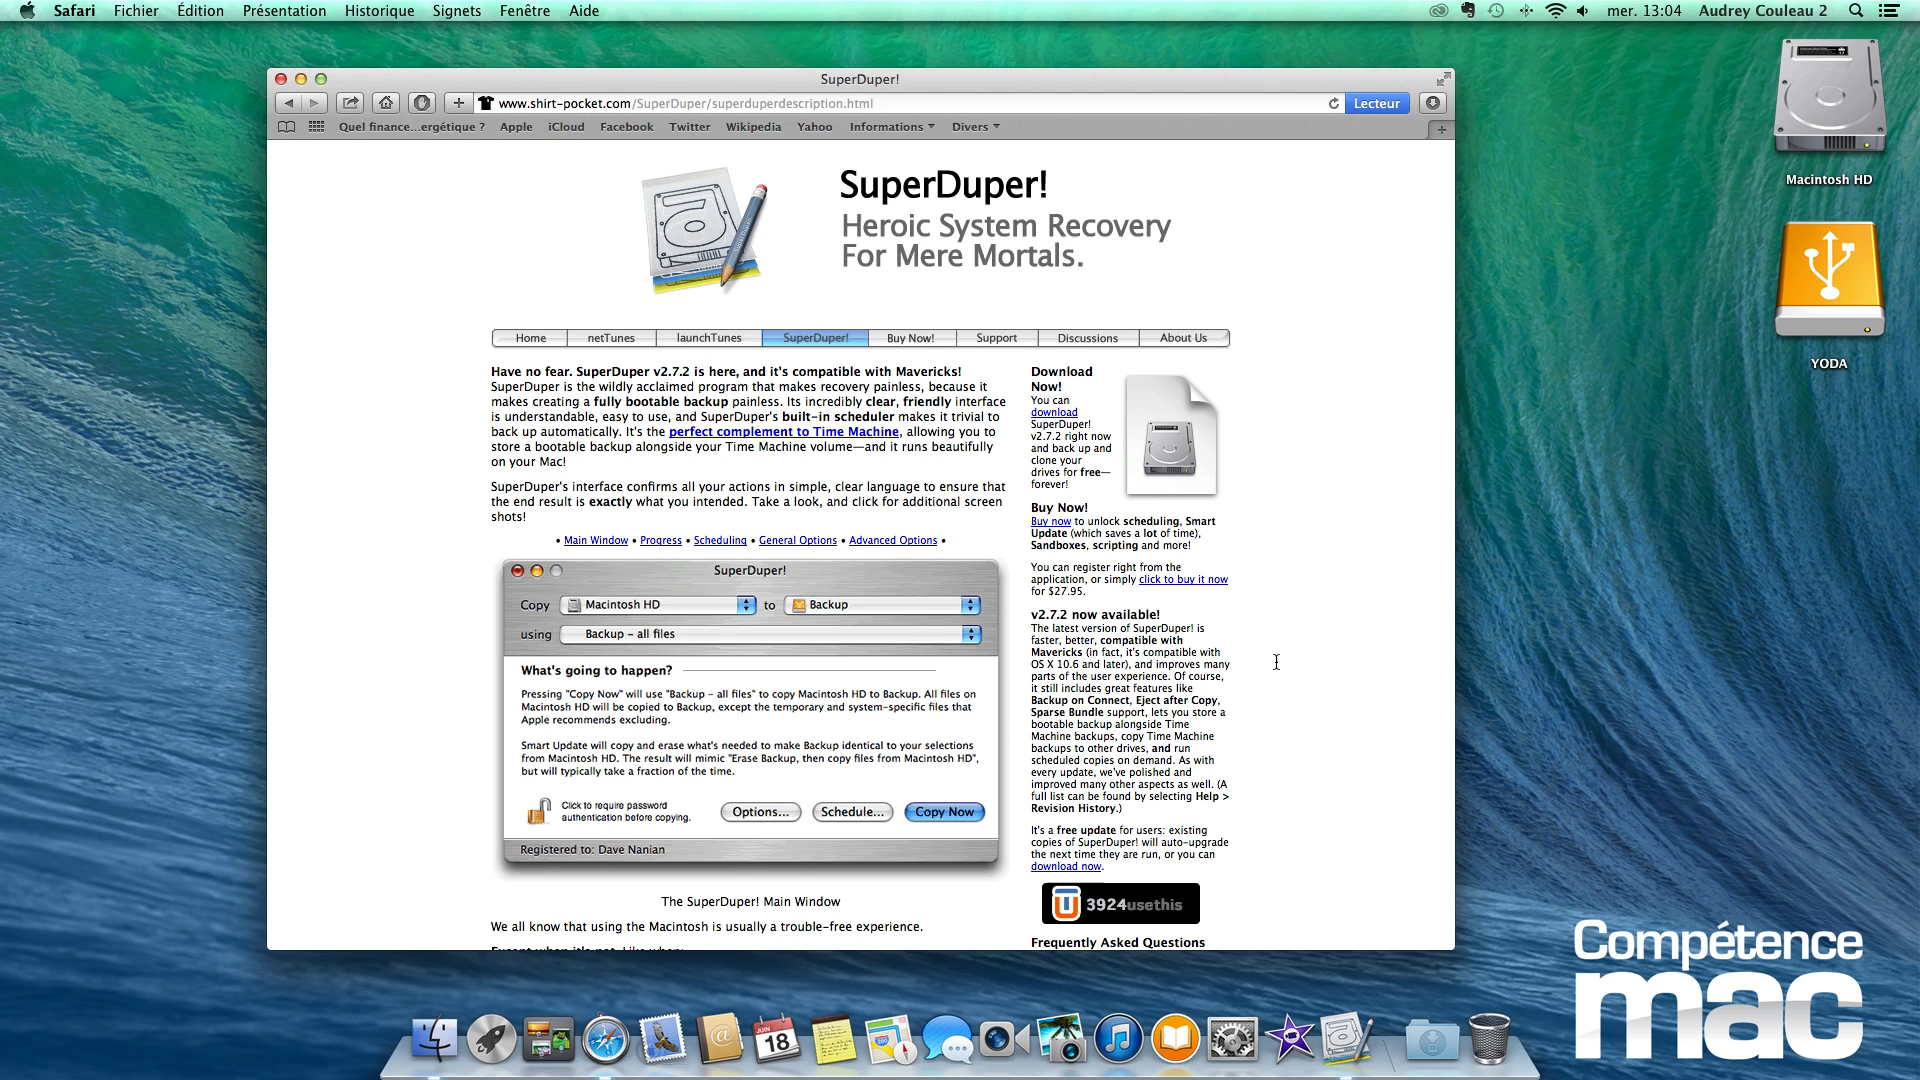 Safari Fichier Édition Présentation Historique Signets Fenêtre Aide
mer. 13:04 Audrey Couleau 2
SuperDuper!
www.shirt-pocket.com/SuperDuper/superduperdescription.html
Lecteur
Quel finance...ergétique ? Apple iCloud Facebook Twitter Wikipedia Yahoo Informations Divers
Macintosh HD
YODA
SuperDuper!
Heroic System Recovery
For Mere Mortals.
Home netTunes launchTunes SuperDuper! Buy Now! Support Discussions About Us
Have no fear. SuperDuper v2.7.2 is here, and it's compatible with Mavericks!
SuperDuper is the wildly acclaimed program that makes recovery painless, because it
makes creating a fully bootable backup painless. Its incredibly clear, friendly interface
is understandable, easy to use, and SuperDuper's built-in scheduler makes it trivial to
back up automatically. It's the perfect complement to Time Machine, allowing you to
store a bootable backup alongside your Time Machine volume—and it runs beautifully
on your Mac!
SuperDuper's interface confirms all your actions in simple, clear language to ensure that
the end result is exactly what you intended. Take a look, and click for additional screen
shots!
• Main Window • Progress • Scheduling • General Options • Advanced Options •
SuperDuper!
Copy Macintosh HD to Backup
using Backup - all files
What's going to happen?
Pressing "Copy Now" will use "Backup - all files" to copy Macintosh HD to Backup. All files on
Macintosh HD will be copied to Backup, except the temporary and system-specific files that
Apple recommends excluding.
Smart Update will copy and erase what's needed to make Backup identical to your selections
from Macintosh HD. The result will mimic "Erase Backup, then copy files from Macintosh HD",
but will typically take a fraction of the time.
Click to require password
authentication before copying.
Options... Schedule... Copy Now
Registered to: Dave Nanian
The SuperDuper! Main Window
We all know that using the Macintosh is usually a trouble-free experience.
Except when it's not. Like when:
Download
Now!
You can
download
SuperDuper!
v2.7.2 right now
and back up and
clone your
drives for free—
forever!
Buy Now!
Buy now to unlock scheduling, Smart
Update (which saves a lot of time),
Sandboxes, scripting and more!
You can register right from the
application, or simply click to buy it now
for $27.95.
v2.7.2 now available!
The latest version of SuperDuper! is
faster, better, compatible with
Mavericks (in fact, it's compatible with
OS X 10.6 and later), and improves many
parts of the user experience. Of course,
it still includes great features like
Backup on Connect, Eject after Copy,
Sparse Bundle support, lets you store a
bootable backup alongside Time
Machine backups, copy Time Machine
backups to other drives, and run
scheduled copies on demand. As with
every update, we've polished and
improved many other aspects as well. (A
full list can be found by selecting Help >
Revision History.)
It's a free update for users: existing
copies of SuperDuper! will auto-upgrade
the next time they are run, or you can
download now.
3924usethis
Frequently Asked Questions
JUIN
18
Compétence
mac